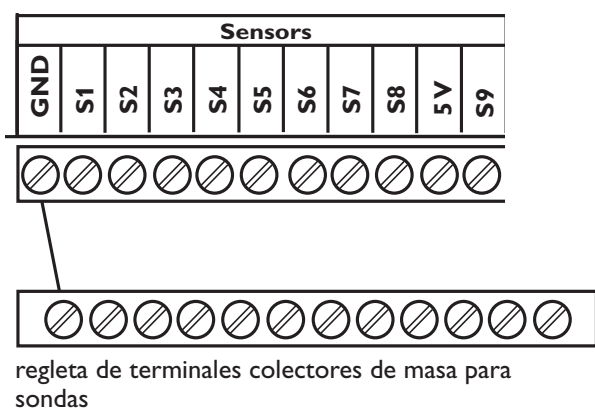 Sensors
GND S1 S2 S3 S4 S5 S6 S7 S8 5 V S9
regleta de terminales colectores de masa para
sondas